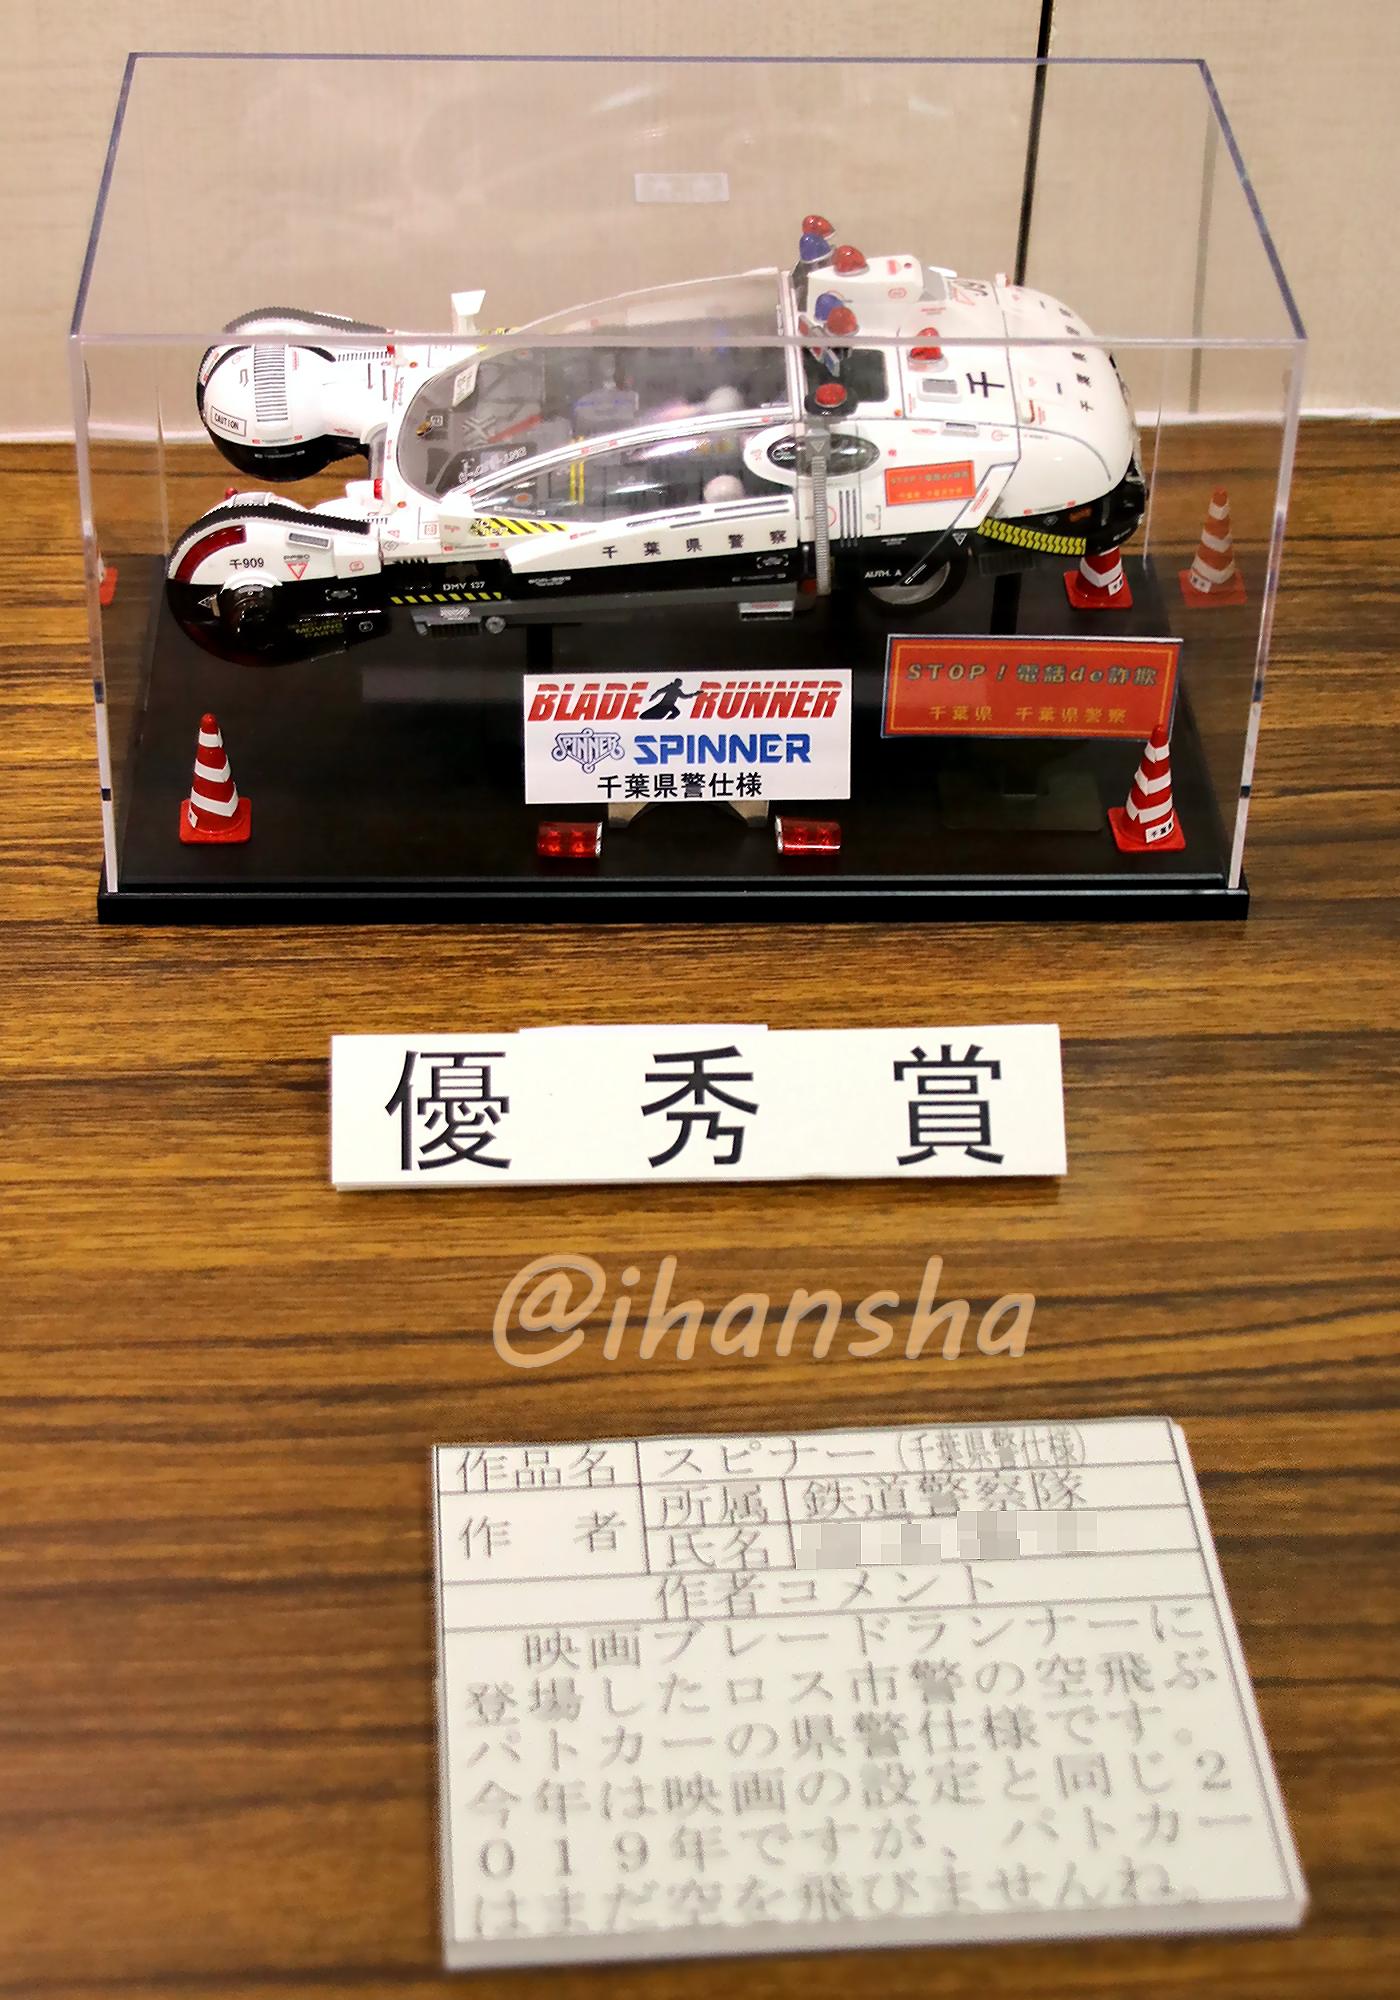 CAUTION
千
千葉県警察
千909
DMV 137
AUTH. A
MOVING
PARTS
STOP！電話de詐欺
千葉県 千葉県警察
BLADE RUNNER
SPINNER SPINNER
千葉県警仕様
千葉県
優秀賞
@ihansha
作品名 スピナー（千葉県警仕様）
作者 所属 鉄道警察隊
氏名
作者コメント
映画ブレードランナーに
登場したロス市警の空飛ぶ
パトカーの県警仕様です。
今年は映画の設定と同じ2
019年ですが、パトカー
はまだ空を飛びませんね。